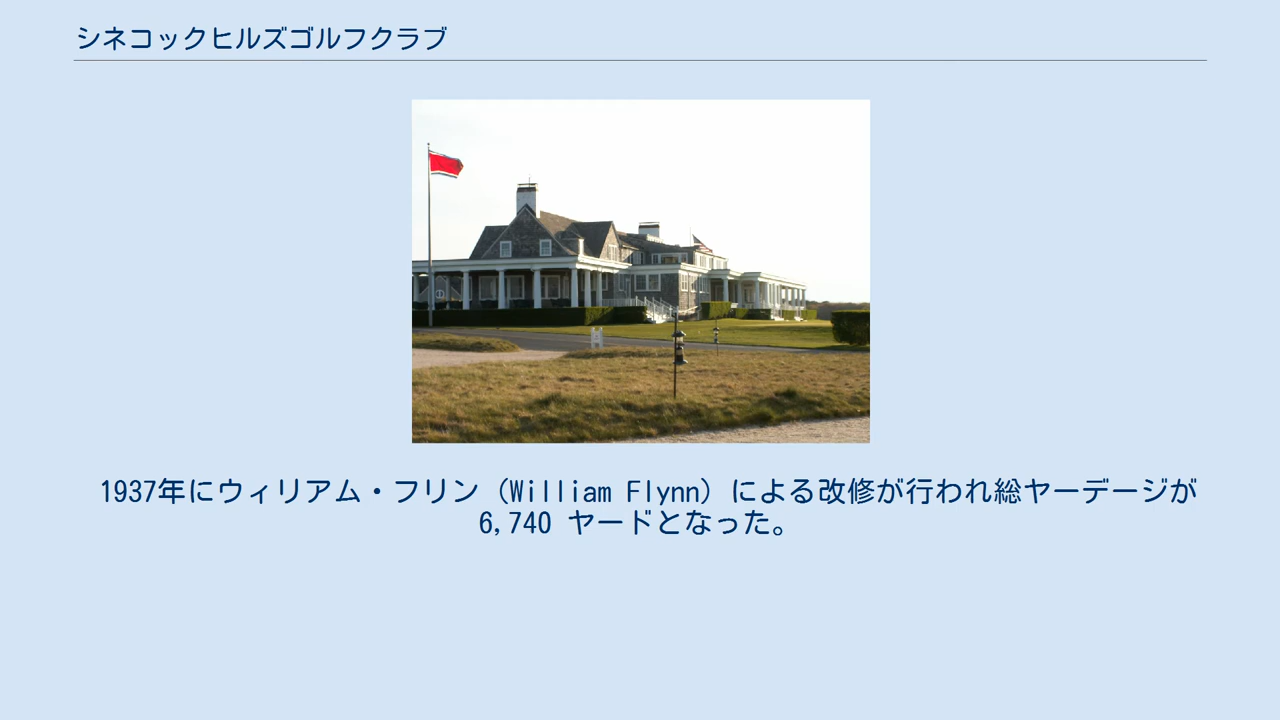 シネコックヒルズゴルフクラブ
1937年にウィリアム・フリン（William Flynn）による改修が行われ総ヤーデージが
6,740 ヤードとなった。